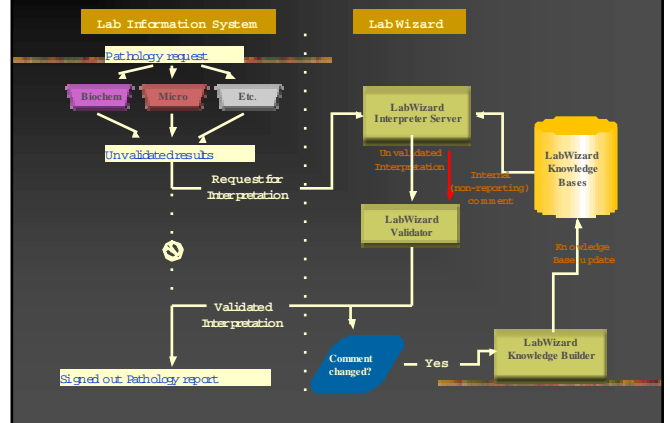 Lab Information System
LabWizard
Pathology request
Biochem
Micro
Etc.
LabWizard
Interpreter Server
Unvalidated results
Unvalidated
Interpretation
Internal
(non-reporting)
comment
LabWizard
Knowledge
Bases
Request for
Interpretation
LabWizard
Validator
Knowledge
Base update
Validated
Interpretation
Comment
changed?
Yes
LabWizard
Knowledge Builder
Signed out Pathology report